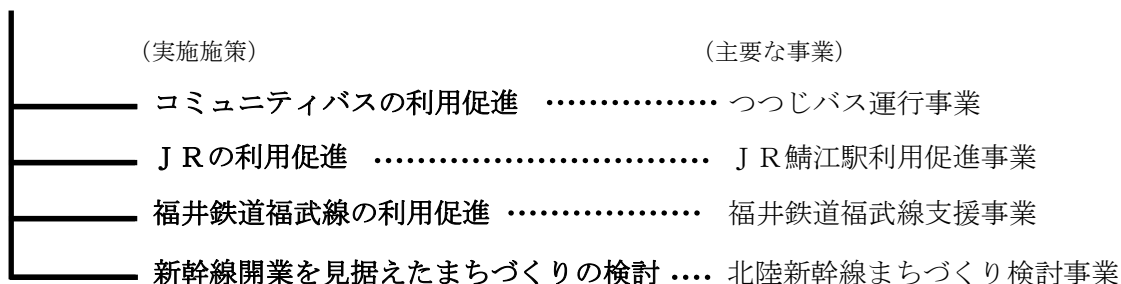 (実施施策) (主要な事業)
コミュニティバスの利用促進 ・・・・・・・・・・・・・・・・ つつじバス運行事業
ＪＲの利用促進 ・・・・・・・・・・・・・・・・・・・・・・・・・・・・・・・ ＪＲ鯖江駅利用促進事業
福井鉄道福武線の利用促進 ・・・・・・・・・・・・・・・・・・ 福井鉄道福武線支援事業
新幹線開業を見据えたまちづくりの検討 ・・・・ 北陸新幹線まちづくり検討事業